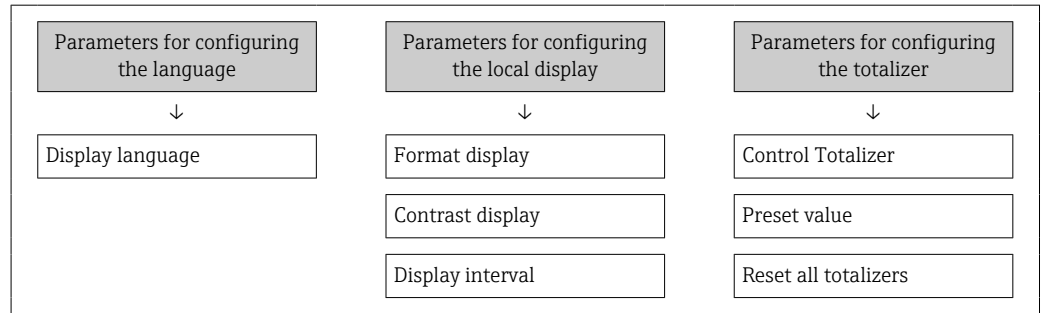 Parameters for configuring
the language
↓
Display language
Parameters for configuring
the local display
↓
Format display
Contrast display
Display interval
Parameters for configuring
the totalizer
↓
Control Totalizer
Preset value
Reset all totalizers